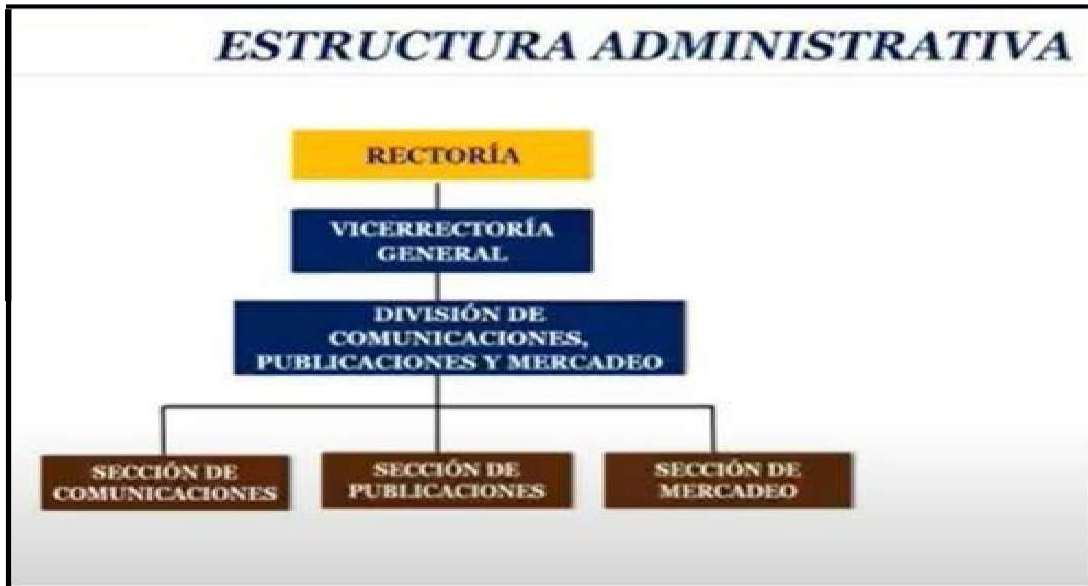 ESTRUCTURA ADMINISTRATIVA
RECTORÍA
VICERRECTORÍA
GENERAL
DIVISIÓN DE
COMUNICACIONES,
PUBLICACIONES Y MERCADEO
SECCIÓN DE
COMUNICACIONES
SECCIÓN DE
PUBLICACIONES
SECCIÓN DE
MERCADEO